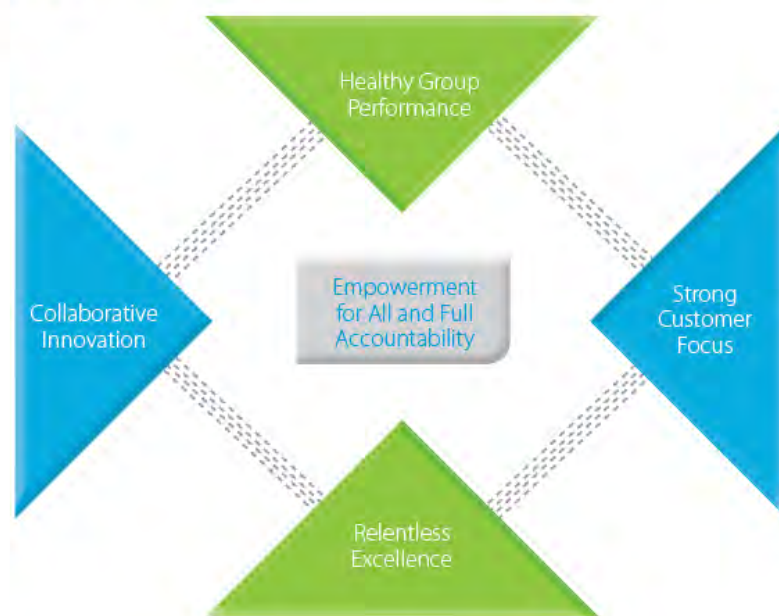 Healthy Group
Performance
Collaborative
Innovation
Empowerment
for All and Full
Accountability
Strong
Customer
Focus
Relentless
Excellence